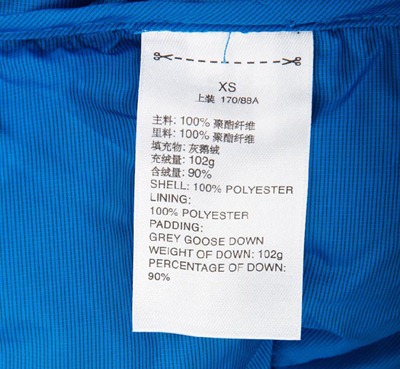 XS
上装 170/88A
主料: 100% 聚酯纤维
里料: 100% 聚酯纤维
填充物: 灰鹅绒
充绒量: 102g
含绒量: 90%
SHELL: 100% POLYESTER
LINING:
100% POLYESTER
PADDING:
GREY GOOSE DOWN
WEIGHT OF DOWN: 102g
PERCENTAGE OF DOWN:
90%